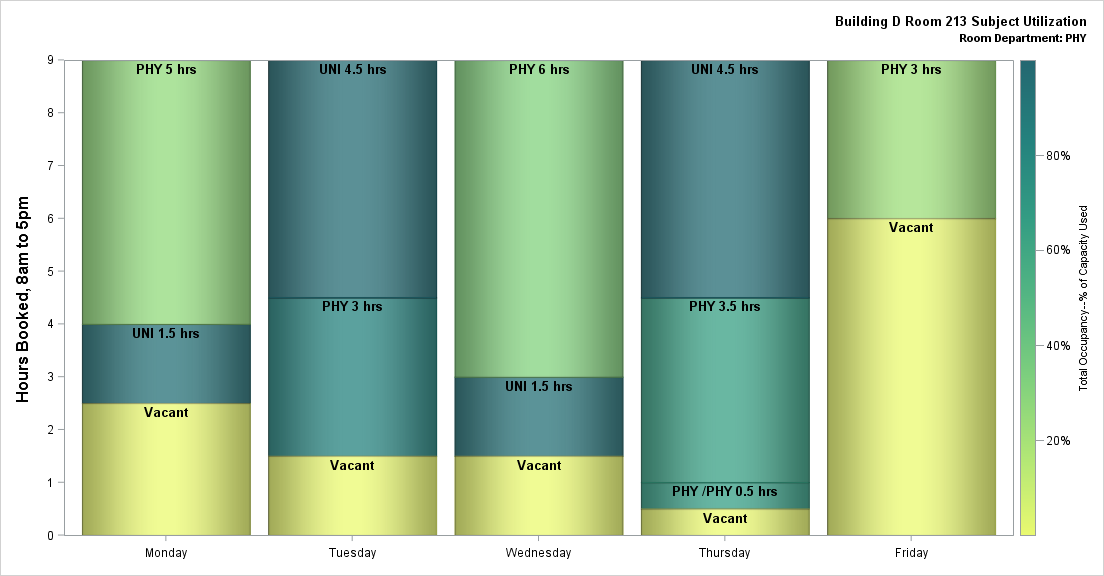 Building D Room 213 Subject Utilization
Room Department: PHY
Hours Booked, 8am to 5pm
9
8
7
6
5
4
3
2
1
0
PHY 5 hrs
UNI 1.5 hrs
Vacant
UNI 4.5 hrs
PHY 3 hrs
Vacant
PHY 6 hrs
UNI 1.5 hrs
Vacant
UNI 4.5 hrs
PHY 3.5 hrs
PHY /PHY 0.5 hrs
Vacant
PHY 3 hrs
Vacant
Monday
Tuesday
Wednesday
Thursday
Friday
80%
60%
40%
20%
Total Occupancy--% of Capacity Used